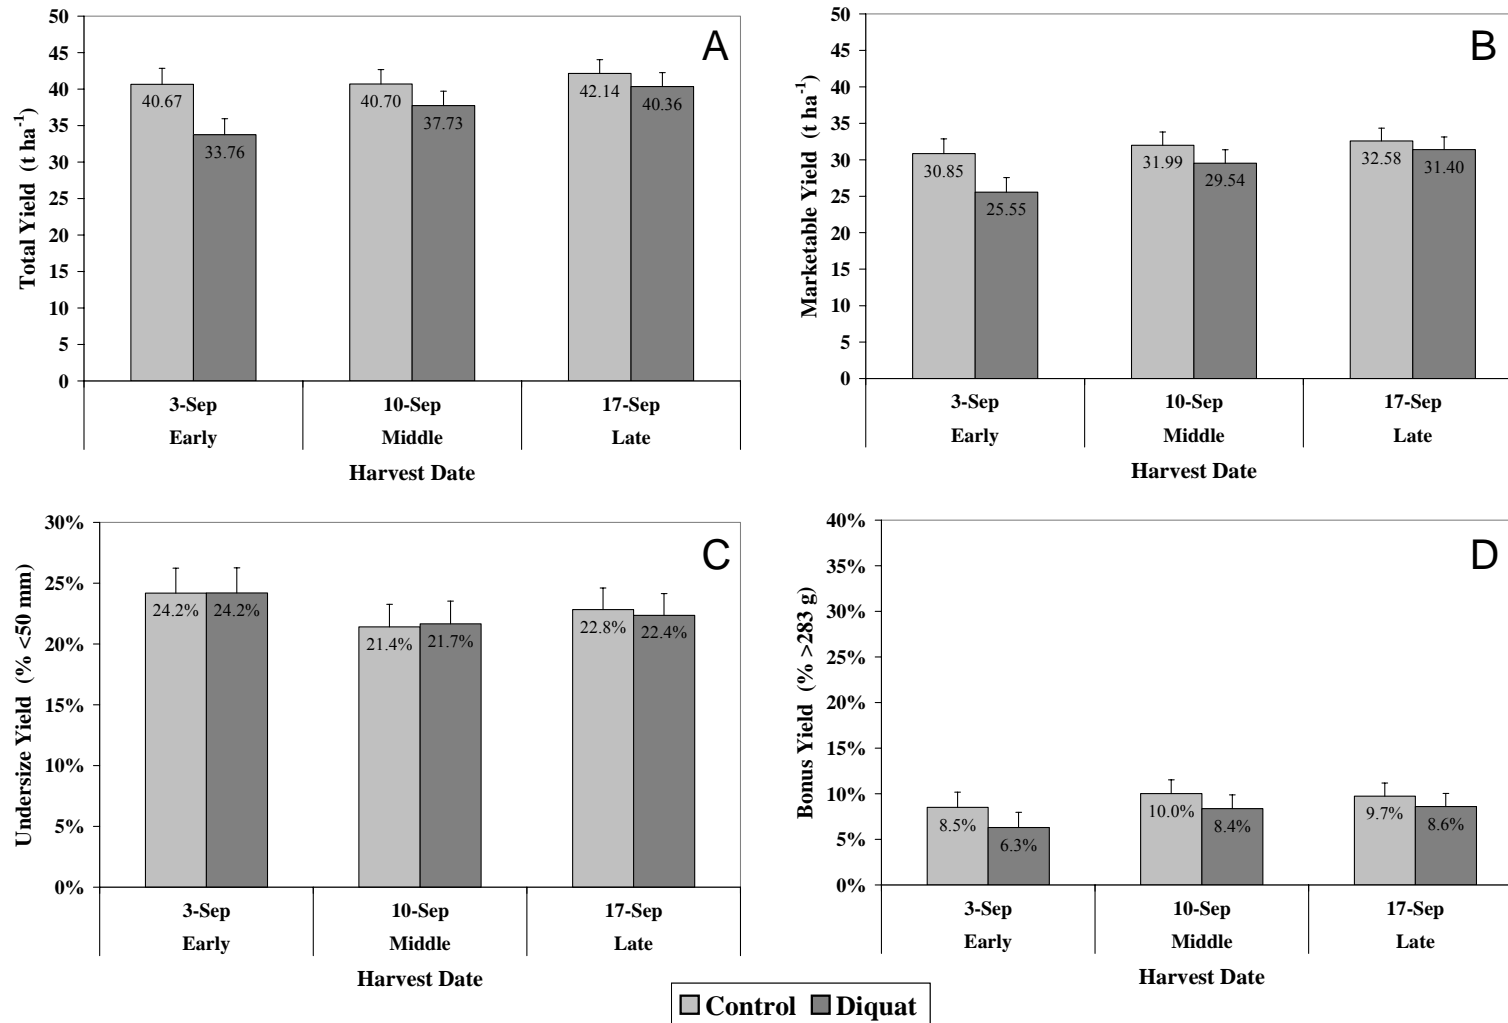 A
Total Yield (t ha-1)
50
45
40
35
30
25
20
15
10
5
0
40.67
33.76
40.70
37.73
42.14
40.36
3-Sep
10-Sep
17-Sep
Early
Middle
Late
Harvest Date
B
Marketable Yield (t ha-1)
50
45
40
35
30
25
20
15
10
5
0
30.85
25.55
31.99
29.54
32.58
31.40
3-Sep
10-Sep
17-Sep
Early
Middle
Late
Harvest Date
C
Undersize Yield (% <50 mm)
30%
25%
20%
15%
10%
5%
0%
24.2%
24.2%
21.4%
21.7%
22.8%
22.4%
3-Sep
10-Sep
17-Sep
Early
Middle
Late
Harvest Date
D
Bonus Yield (% >283 g)
40%
35%
30%
25%
20%
15%
10%
5%
0%
8.5%
6.3%
10.0%
8.4%
9.7%
8.6%
3-Sep
10-Sep
17-Sep
Early
Middle
Late
Harvest Date
Control
Diquat